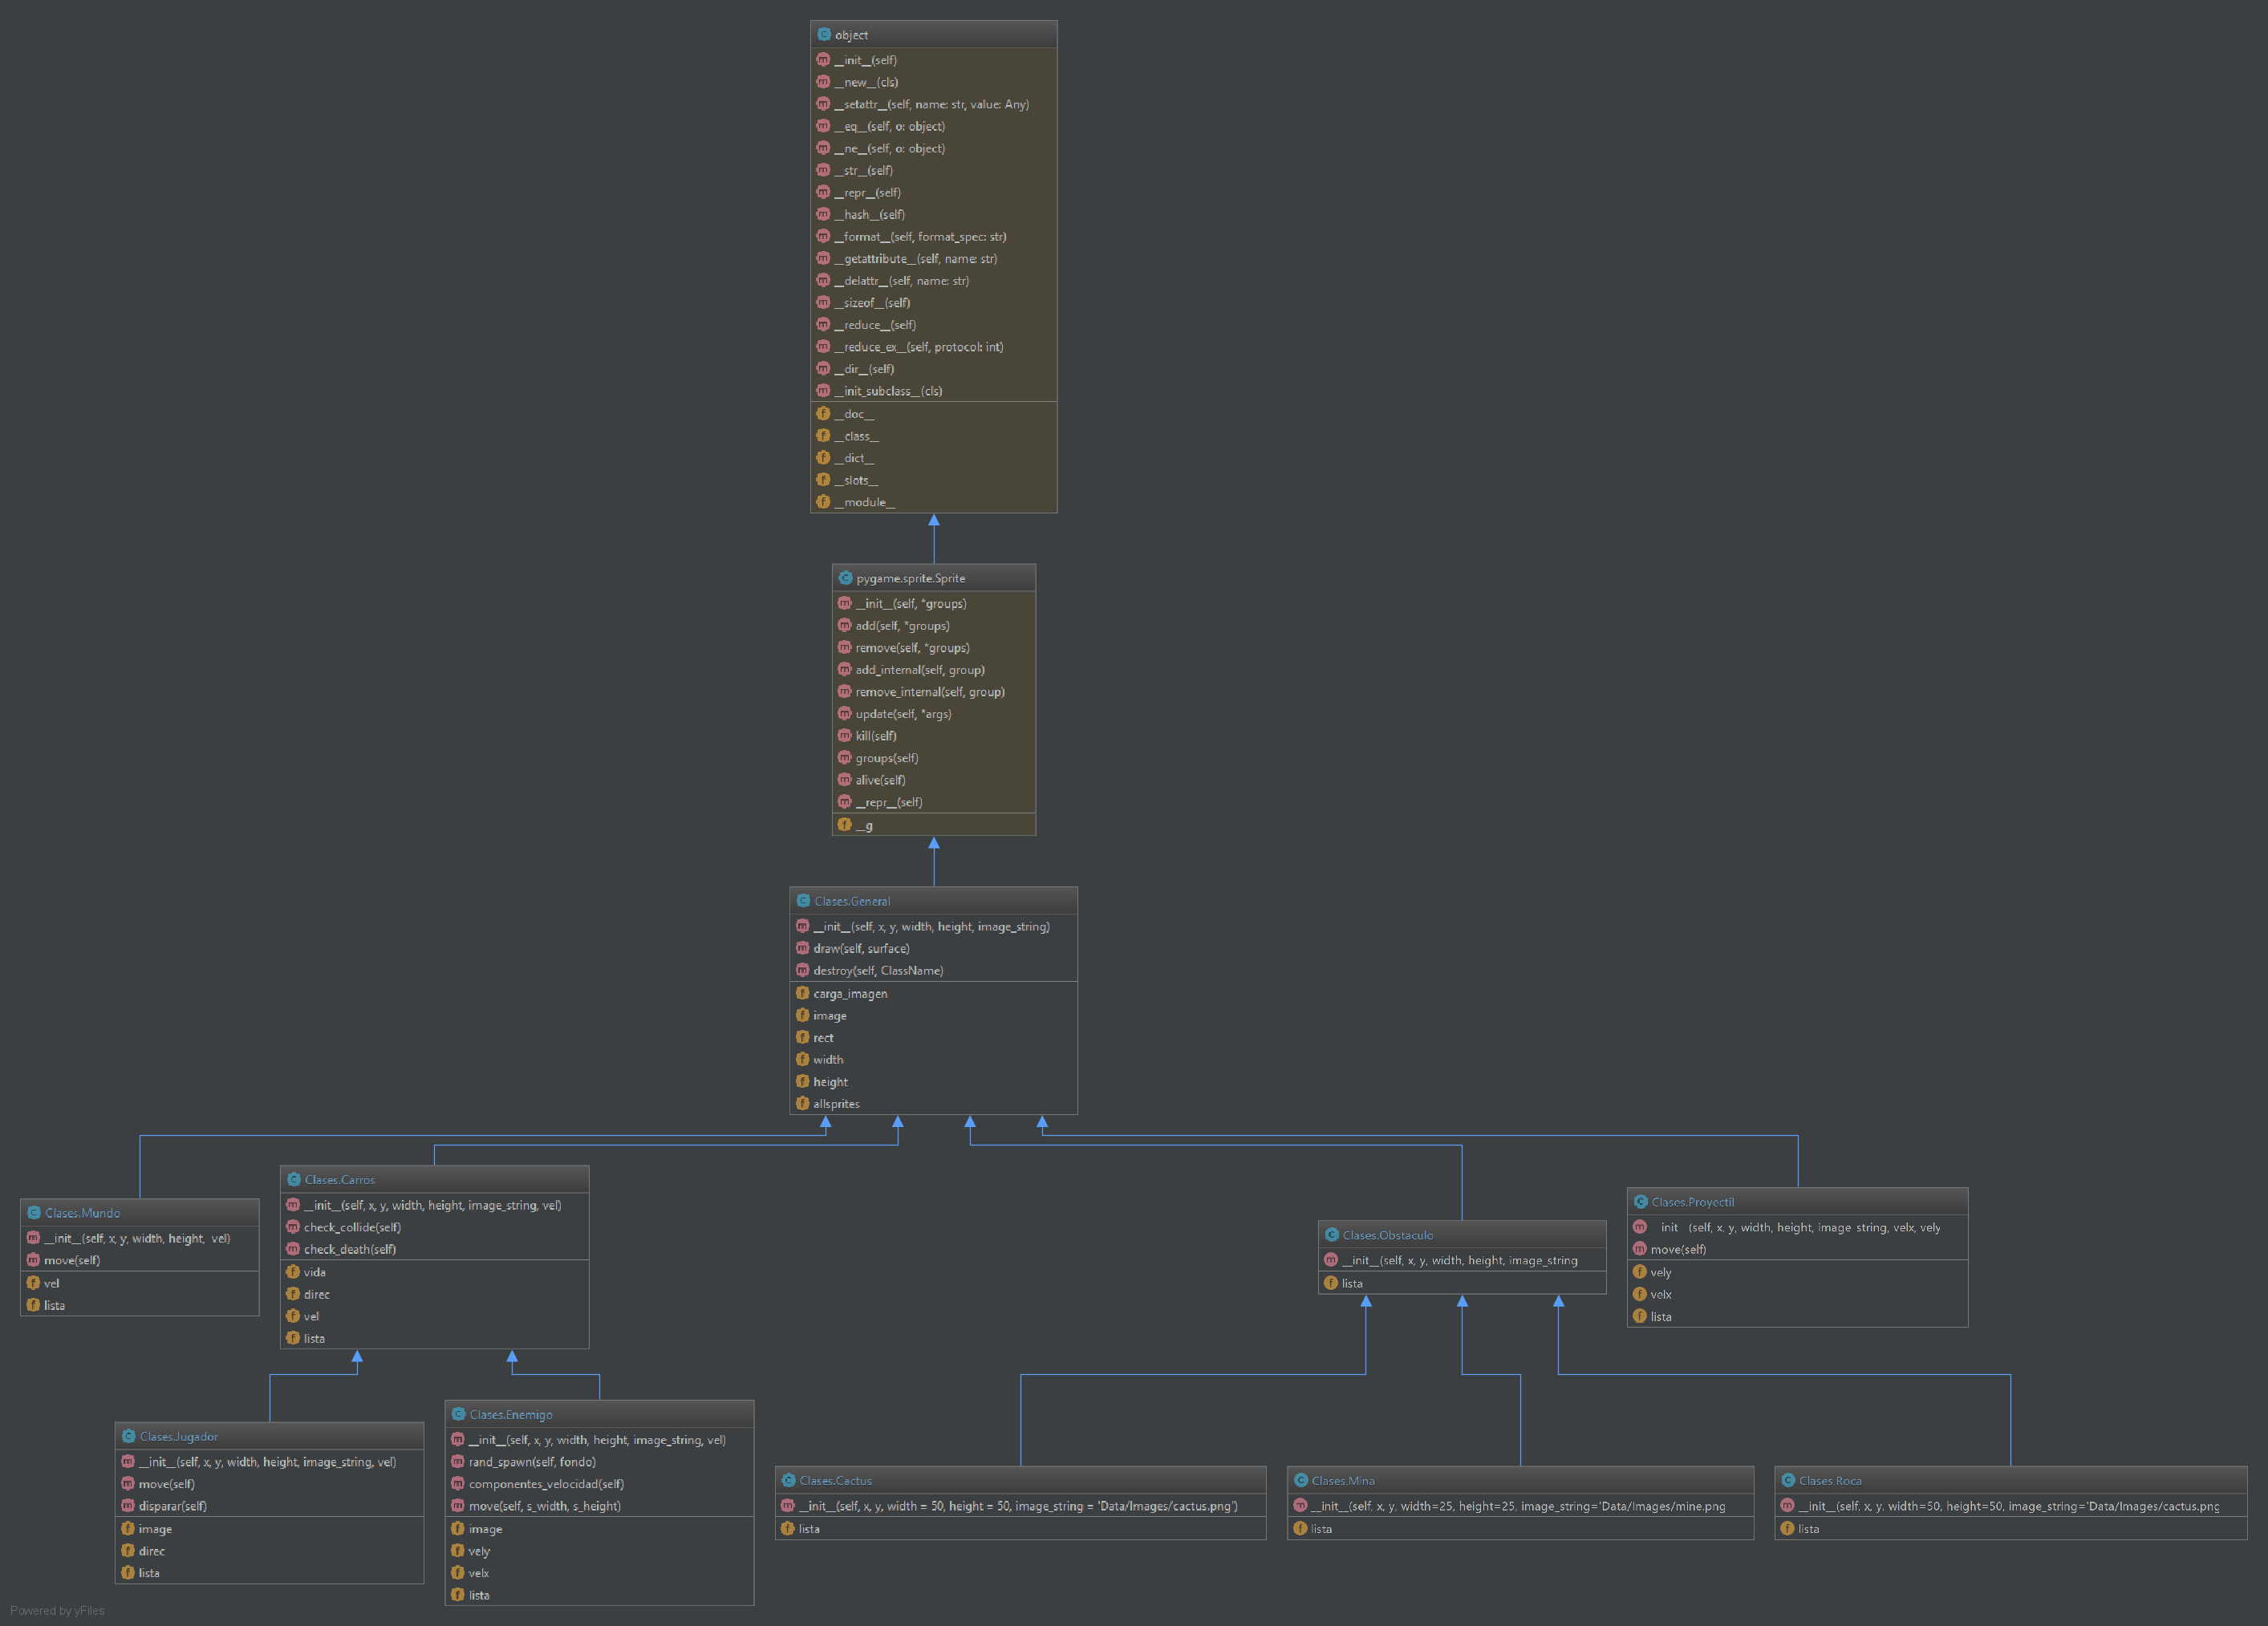 object
__init__(self)
__new__(cls)
__setattr__(self, name: str, value: Any)
__eq__(self, o: object)
__ne__(self, o: object)
__str__(self)
__repr__(self)
__hash__(self)
__format__(self, format_spec: str)
__getattribute__(self, name: str)
__delattr__(self, name: str)
__sizeof__(self)
__reduce__(self)
__reduce_ex__(self, protocol: int)
__dir__(self)
__init_subclass__(cls)
__doc__
__class__
__dict__
__slots__
__module__
pygame.sprite.Sprite
__init__(self, *groups)
add(self, *groups)
remove(self, *groups)
add_internal(self, group)
remove_internal(self, group)
update(self, *args)
kill(self)
groups(self)
alive(self)
__repr__(self)
__g
Clases.General
__init__(self, x, y, width, height, image_string)
draw(self, surface)
destroy(self, ClassName)
carga_imagen
image
rect
width
height
allsprites
Clases.Mundo
__init__(self, x, y, width, height, vel)
move(self)
vel
lista
Clases.Carros
__init__(self, x, y, width, height, image_string, vel)
check_collide(self)
check_death(self)
vida
direc
vel
lista
Clases.Obstaculo
__init__(self, x, y, width, height, image_string
lista
Clases.Proyectil
init (self, x, y, width, height, image_string, velx, vely
move(self)
vely
velx
lista
Clases.Jugador
__init__(self, x, y, width, height, image_string, vel)
move(self)
disparar(self)
image
direc
lista
Clases.Enemigo
__init__(self, x, y, width, height, image_string, vel)
rand_spawn(self, fondo)
componentes_velocidad(self)
move(self, s_width, s_height)
image
vely
velx
lista
Clases.Cactus
__init__(self, x, y, width = 50, height = 50, image_string = 'Data/Images/cactus.png')
lista
Clases.Mina
__init__(self, x, y, width=25, height=25, image_string='Data/Images/mine.png
lista
Clases.Roca
__init__(self, x, y, width=50, height=50, image_string='Data/Images/cactus.png
lista
Powered by yFiles